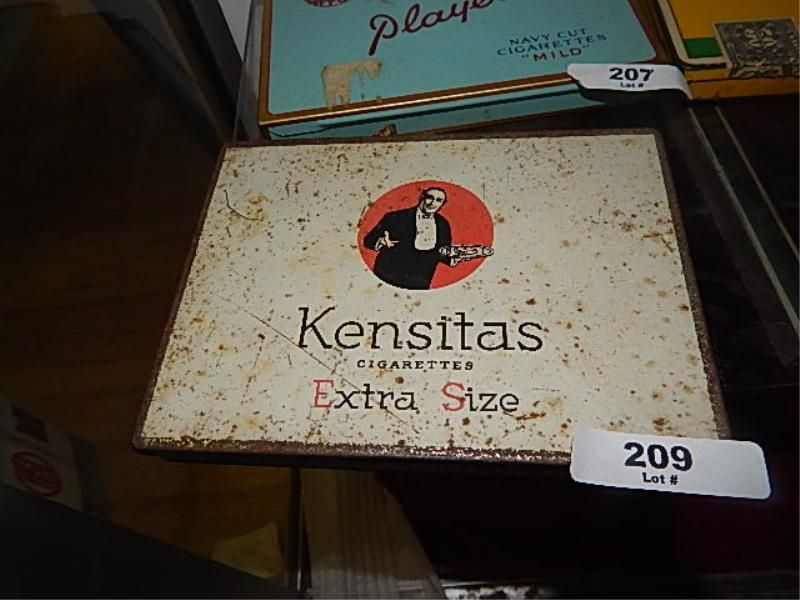 Player
NAVY CUT
CIGARETTES
"MILD"
207
Lot #
Kensitas
CIGARETTES
Extra Size
209
Lot #